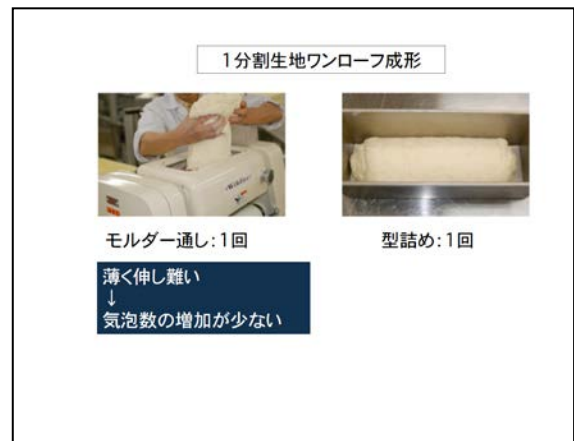 1分割生地ワンローフ成形
モルダー通し:1回
型詰め:1回
薄く伸し難い
↓
気泡数の増加が少ない